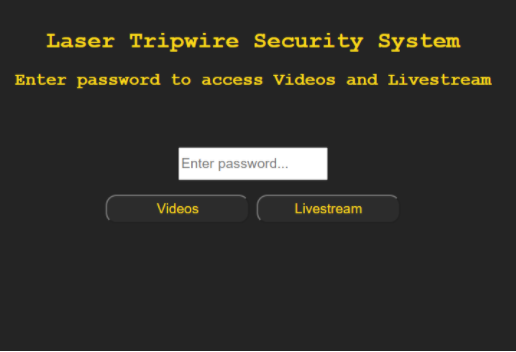 Laser Tripwire Security System
Enter password to access Videos and Livestream
Enter password...
Videos
Livestream